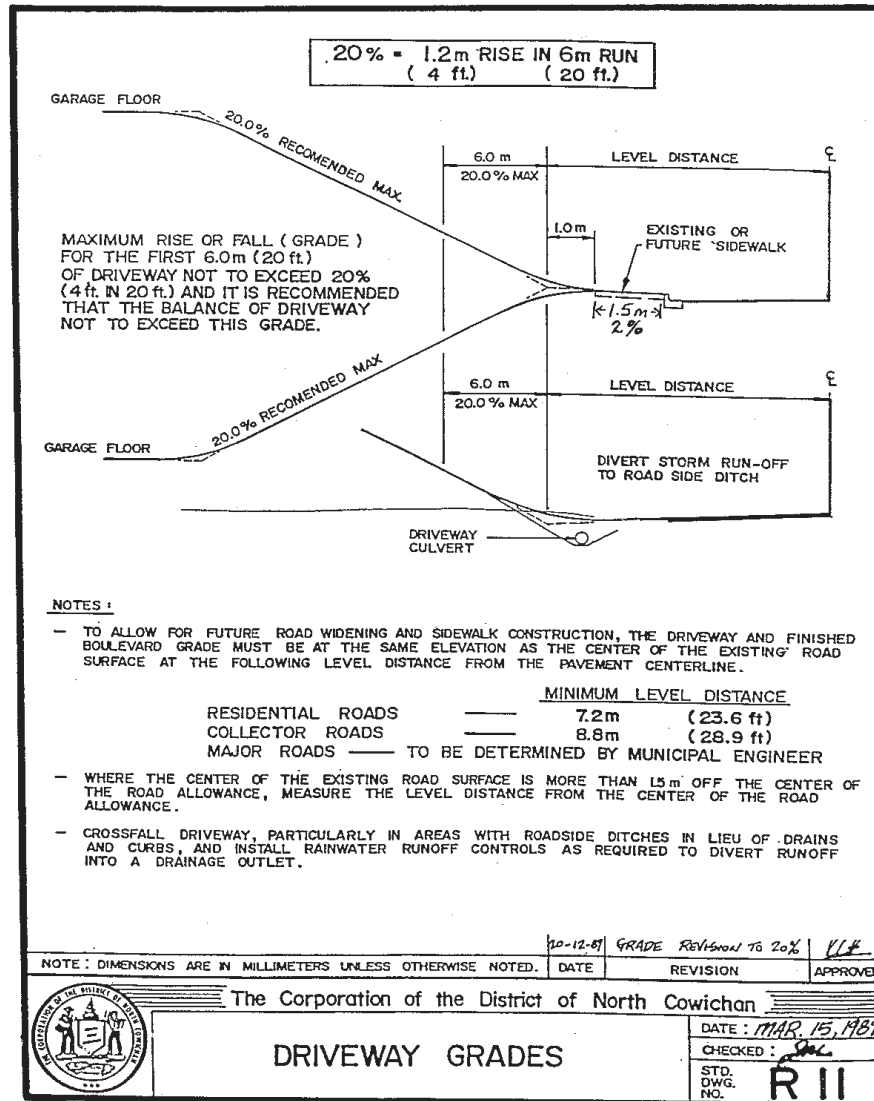 20% = 1.2m RISE IN 6m RUN
( 4 ft.) ( 20 ft.)
GARAGE FLOOR
20.0% RECOMENDED MAX.
6.0 m
LEVEL DISTANCE
℄
20.0% MAX
1.0m
EXISTING OR
FUTURE SIDEWALK
MAXIMUM RISE OR FALL ( GRADE )
FOR THE FIRST 6.0m ( 20 ft.)
OF DRIVEWAY NOT TO EXCEED 20%
(4 ft. IN 20 ft.) AND IT IS RECOMMENDED
THAT THE BALANCE OF DRIVEWAY
NOT TO EXCEED THIS GRADE.
1.5m
2%
20.0% RECOMENDED MAX
6.0 m
LEVEL DISTANCE
℄
20.0% MAX
GARAGE FLOOR
DIVERT STORM RUN-OFF
TO ROAD SIDE DITCH
DRIVEWAY
CULVERT
NOTES :
— TO ALLOW FOR FUTURE ROAD WIDENING AND SIDEWALK CONSTRUCTION, THE DRIVEWAY AND FINISHED
BOULEVARD GRADE MUST BE AT THE SAME ELEVATION AS THE CENTER OF THE EXISTING ROAD
SURFACE AT THE FOLLOWING LEVEL DISTANCE FROM THE PAVEMENT CENTERLINE.
MINIMUM LEVEL DISTANCE
RESIDENTIAL ROADS —— 7.2m (23.6 ft)
COLLECTOR ROADS —— 8.8m (28.9 ft)
MAJOR ROADS —— TO BE DETERMINED BY MUNICIPAL ENGINEER
— WHERE THE CENTER OF THE EXISTING ROAD SURFACE IS MORE THAN 1.5 m OFF THE CENTER OF
THE ROAD ALLOWANCE, MEASURE THE LEVEL DISTANCE FROM THE CENTER OF THE ROAD
ALLOWANCE.
— CROSSFALL DRIVEWAY, PARTICULARLY IN AREAS WITH ROADSIDE DITCHES IN LIEU OF DRAINS
AND CURBS, AND INSTALL RAINWATER RUNOFF CONTROLS AS REQUIRED TO DIVERT RUNOFF
INTO A DRAINAGE OUTLET.
GRADE REVISION TO 20%
NOTE : DIMENSIONS ARE IN MILLIMETERS UNLESS OTHERWISE NOTED.
DATE
REVISION
APPROVED
THE CORPORATION OF THE DISTRICT OF NORTH COWICHAN
The Corporation of the District of North Cowichan
DRIVEWAY GRADES
DATE : MAR. 15, 198
CHECKED :
STD.
DWG.
NO.
R 11